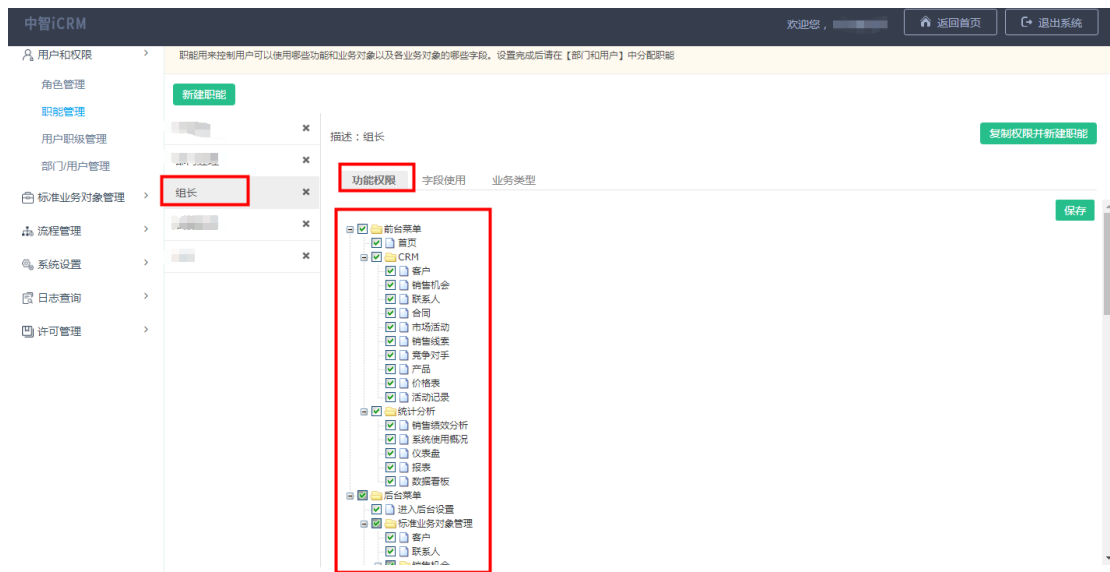 中智iCRM
欢迎您，
返回首页
退出系统
用户和权限
职能用来控制用户可以使用哪些功能和业务对象以及各业务对象的哪些字段。设置完成后请在【部门和用户】中分配职能
角色管理
职能管理
用户职级管理
部门/用户管理
标准业务对象管理
流程管理
系统设置
日志查询
许可管理
新建职能
组长
描述：组长
复制权限并新建职能
功能权限 字段使用 业务类型
保存
前台菜单
首页
CRM
客户
销售机会
联系人
合同
市场活动
销售线索
竞争对手
产品
价格表
活动记录
统计分析
销售绩效分析
系统使用概况
仪表盘
报表
数据看板
后台菜单
进入后台设置
标准业务对象管理
客户
联系人
销售机会